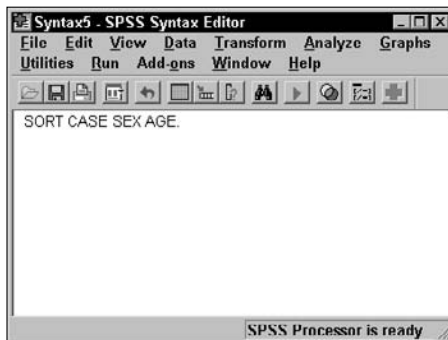 Syntax5 - SPSS Syntax Editor
File Edit View Data Transform Analyze Graphs
Utilities Run Add-ons Window Help
SORT CASE SEX AGE.
SPSS Processor is ready